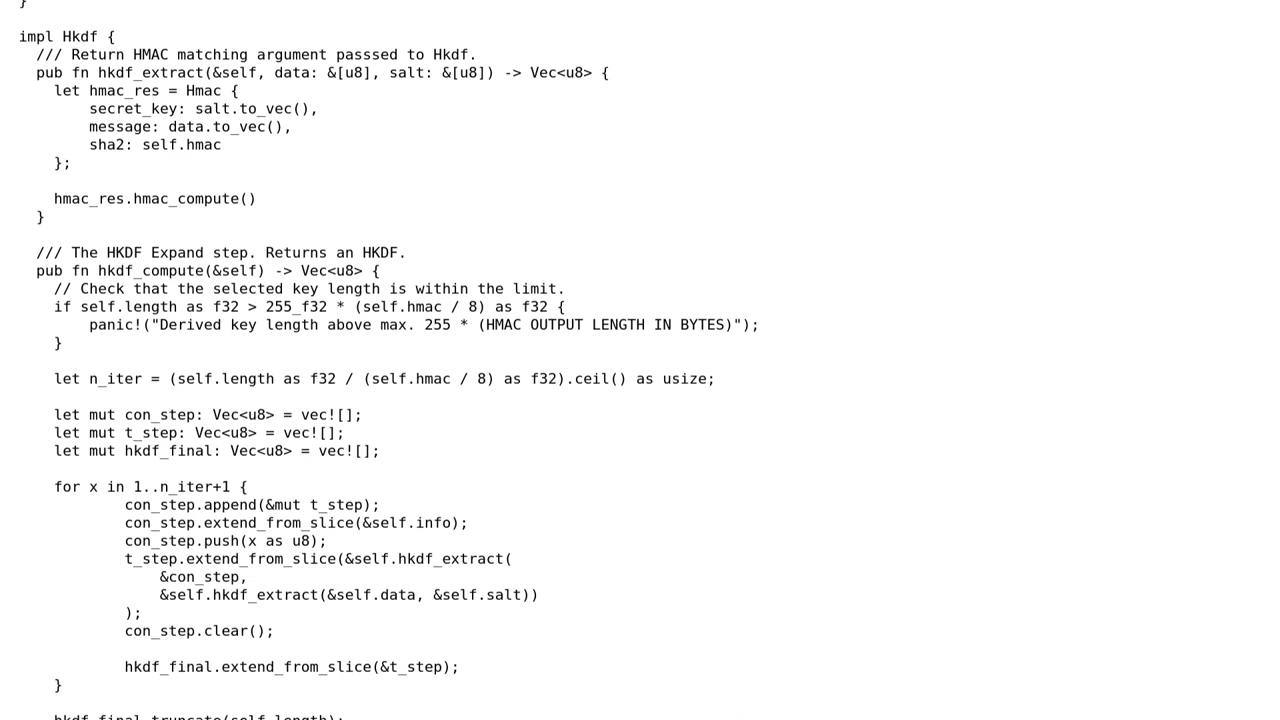 }
impl Hkdf {
/// Return HMAC matching argument passsed to Hkdf.
pub fn hkdf_extract(&self, data: &[u8], salt: &[u8]) -> Vec<u8> {
let hmac_res = Hmac {
secret_key: salt.to_vec(),
message: data.to_vec(),
sha2: self.hmac
};
hmac_res.hmac_compute()
}
/// The HKDF Expand step. Returns an HKDF.
pub fn hkdf_compute(&self) -> Vec<u8> {
// Check that the selected key length is within the limit.
if self.length as f32 > 255_f32 * (self.hmac / 8) as f32 {
panic!("Derived key length above max. 255 * (HMAC OUTPUT LENGTH IN BYTES)");
}
let n_iter = (self.length as f32 / (self.hmac / 8) as f32).ceil() as usize;
let mut con_step: Vec<u8> = vec![];
let mut t_step: Vec<u8> = vec![];
let mut hkdf_final: Vec<u8> = vec![];
for x in 1..n_iter+1 {
con_step.append(&mut t_step);
con_step.extend_from_slice(&self.info);
con_step.push(x as u8);
t_step.extend_from_slice(&self.hkdf_extract(
&con_step,
&self.hkdf_extract(&self.data, &self.salt))
);
con_step.clear();
hkdf_final.extend_from_slice(&t_step);
}
hkdf_final.truncate(self.length);